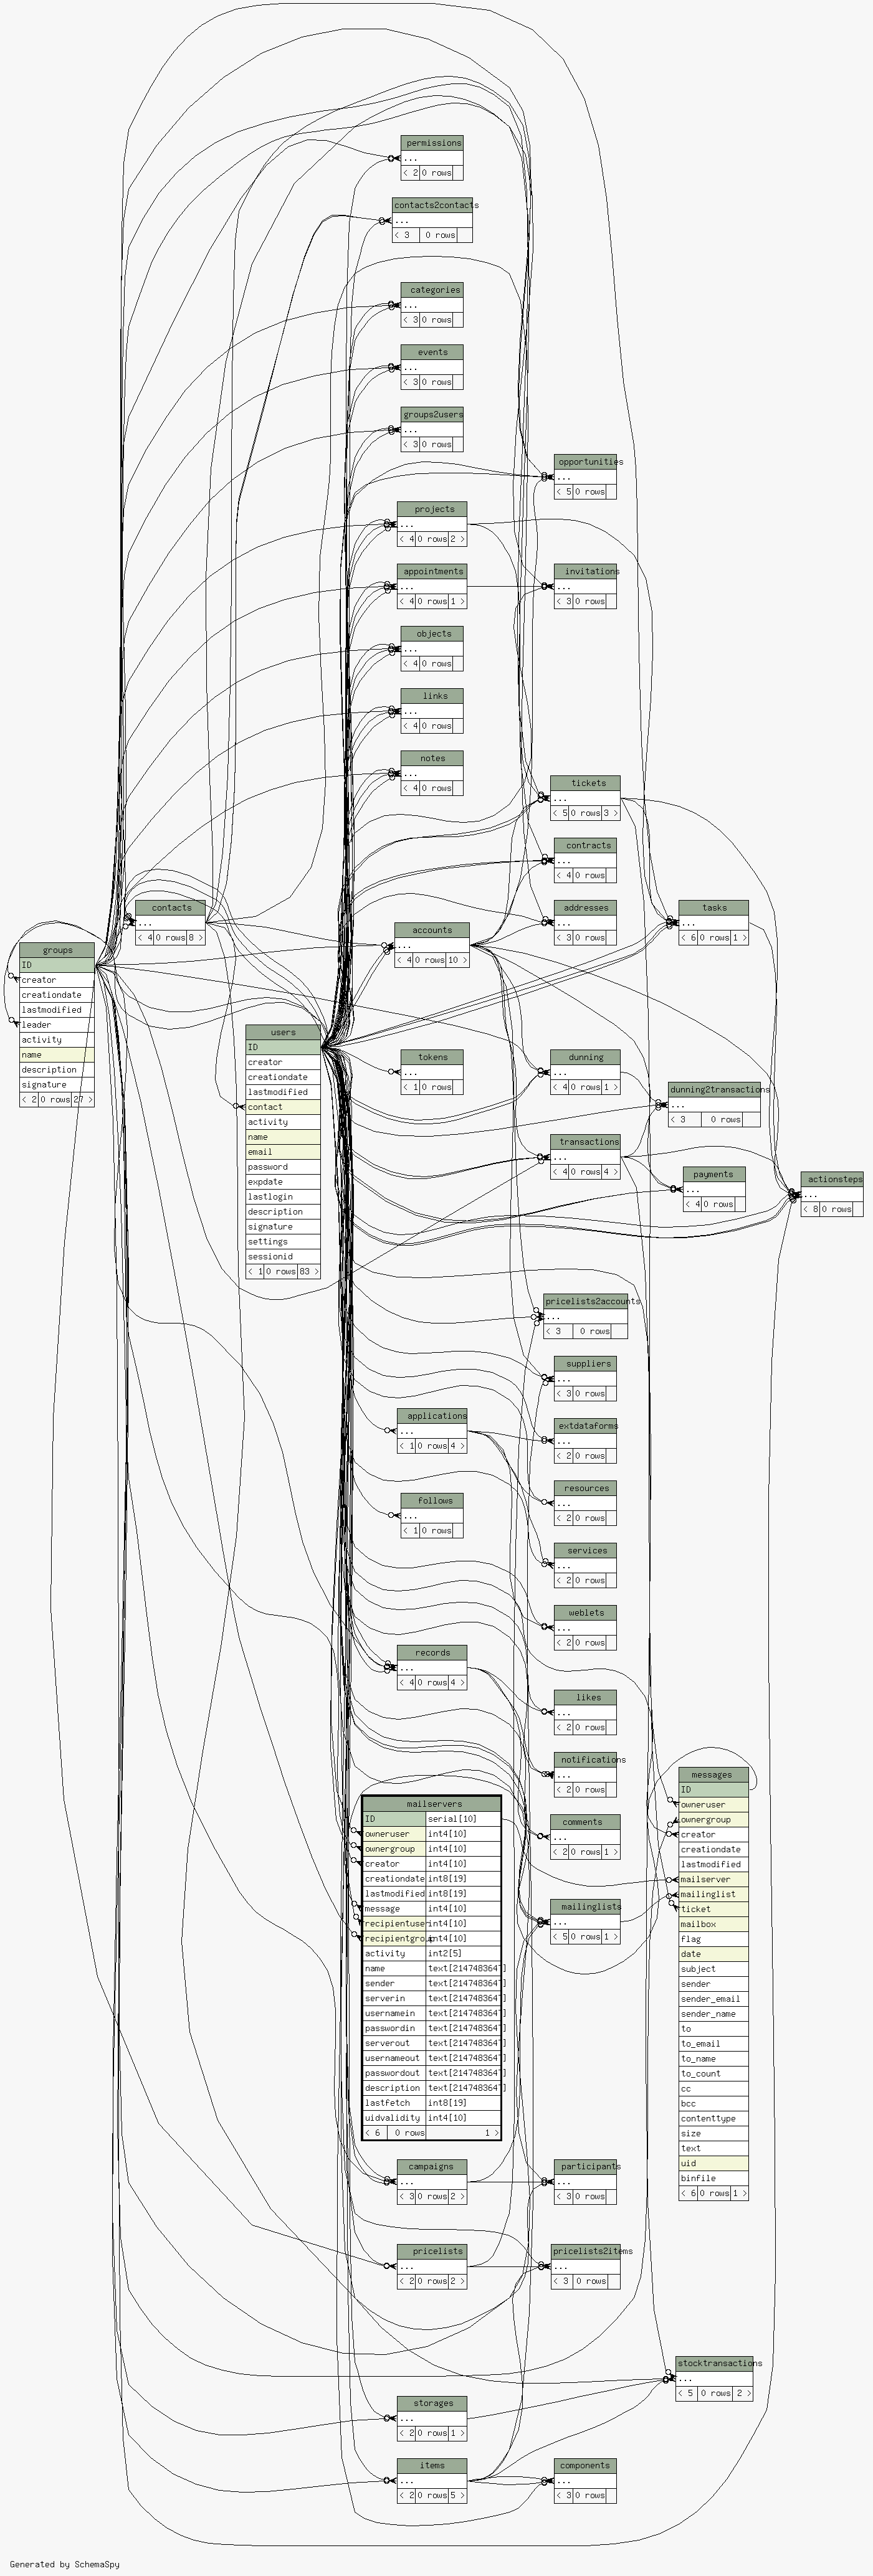 permissions
...
< 2 0 rows
contacts2contacts
...
< 3 0 rows
categories
...
< 3 0 rows
events
...
< 3 0 rows
groups2users
...
< 3 0 rows
opportunities
...
< 5 0 rows
projects
...
< 4 0 rows 2 >
appointments
...
< 4 0 rows 1 >
invitations
...
< 3 0 rows
objects
...
< 4 0 rows
links
...
< 4 0 rows
notes
...
< 4 0 rows
tickets
...
< 5 0 rows 3 >
contracts
...
< 4 0 rows
contacts
...
< 4 0 rows 8 >
addresses
...
< 3 0 rows
tasks
...
< 6 0 rows 1 >
accounts
...
< 4 0 rows 10 >
groups
ID
creator
creationdate
lastmodified
leader
activity
name
description
signature
< 2 0 rows 27 >
users
ID
creator
creationdate
lastmodified
contact
activity
name
email
password
expdate
lastlogin
description
signature
settings
sessionid
< 1 0 rows 83 >
tokens
...
< 1 0 rows
dunning
...
< 4 0 rows 1 >
dunning2transactions
...
< 3 0 rows
transactions
...
< 4 0 rows 4 >
payments
...
< 4 0 rows
actionsteps
...
< 8 0 rows
pricelists2accounts
...
< 3 0 rows
suppliers
...
< 3 0 rows
applications
...
< 1 0 rows 4 >
extdataforms
...
< 2 0 rows
resources
...
< 2 0 rows
follows
...
< 1 0 rows
services
...
< 2 0 rows
weblets
...
< 2 0 rows
records
...
< 4 0 rows 4 >
likes
...
< 2 0 rows
notifications
...
< 2 0 rows
messages
ID
owneruser
ownergroup
creator
creationdate
lastmodified
mailserver
mailinglist
ticket
mailbox
flag
date
subject
sender
sender_email
sender_name
to
to_email
to_name
to_count
cc
bcc
contenttype
size
text
uid
binfile
< 6 0 rows 1 >
mailservers
ID serial[10]
owneruser int4[10]
ownergroup int4[10]
creator int4[10]
creationdate int8[19]
lastmodified int8[19]
message int4[10]
recipientuser int4[10]
recipientgroup int4[10]
activity int2[5]
name text[2147483647]
sender text[2147483647]
serverin text[2147483647]
usernamein text[2147483647]
passwordin text[2147483647]
serverout text[2147483647]
usernameout text[2147483647]
passwordout text[2147483647]
description text[2147483647]
lastfetch int8[19]
uidvalidity int4[10]
< 6 0 rows 1 >
comments
...
< 2 0 rows 1 >
mailinglists
...
< 5 0 rows 1 >
campaigns
...
< 3 0 rows 2 >
participants
...
< 3 0 rows
pricelists
...
< 2 0 rows 2 >
pricelists2items
...
< 3 0 rows
stocktransactions
...
< 5 0 rows 2 >
storages
...
< 2 0 rows 1 >
items
...
< 2 0 rows 5 >
components
...
< 3 0 rows
Generated by SchemaSpy